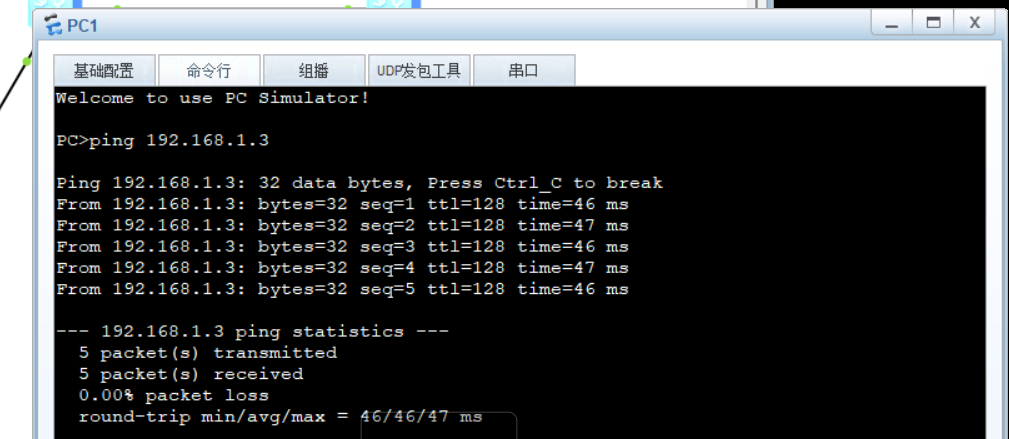 PC1
基础配置 命令行 组播 UDP发包工具 串口
Welcome to use PC Simulator!
PC>ping 192.168.1.3
Ping 192.168.1.3: 32 data bytes, Press Ctrl_C to break
From 192.168.1.3: bytes=32 seq=1 ttl=128 time=46 ms
From 192.168.1.3: bytes=32 seq=2 ttl=128 time=47 ms
From 192.168.1.3: bytes=32 seq=3 ttl=128 time=46 ms
From 192.168.1.3: bytes=32 seq=4 ttl=128 time=47 ms
From 192.168.1.3: bytes=32 seq=5 ttl=128 time=46 ms
--- 192.168.1.3 ping statistics ---
5 packet(s) transmitted
5 packet(s) received
0.00% packet loss
round-trip min/avg/max = 46/46/47 ms